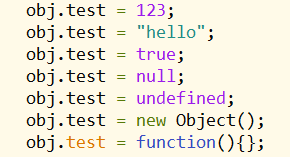 obj.test = 123;
obj.test = "hello";
obj.test = true;
obj.test = null;
obj.test = undefined;
obj.test = new Object();
obj.test = function(){};